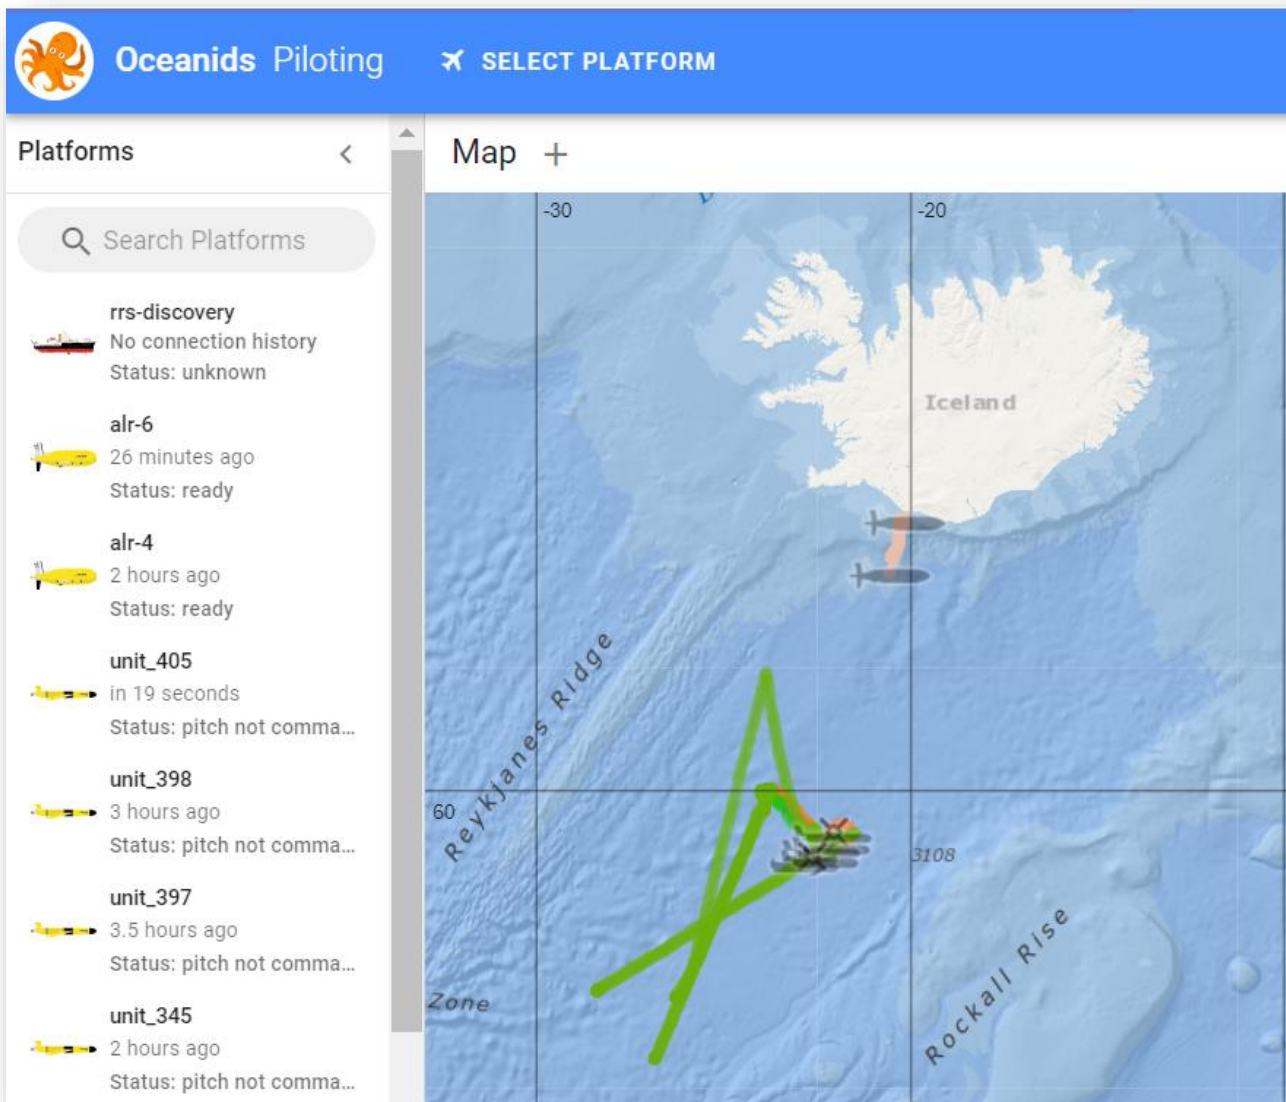 Oceanids Piloting
SELECT PLATFORM
Platforms
Search Platforms
rrs-discovery
No connection history
Status: unknown
alr-6
26 minutes ago
Status: ready
alr-4
2 hours ago
Status: ready
unit_405
in 19 seconds
Status: pitch not comma...
unit_398
3 hours ago
Status: pitch not comma...
unit_397
3.5 hours ago
Status: pitch not comma...
unit_345
2 hours ago
Status: pitch not comma...
Map +
-30
-20
Iceland
Reykjanes Ridge
60
3108
Zone
Rockall Rise